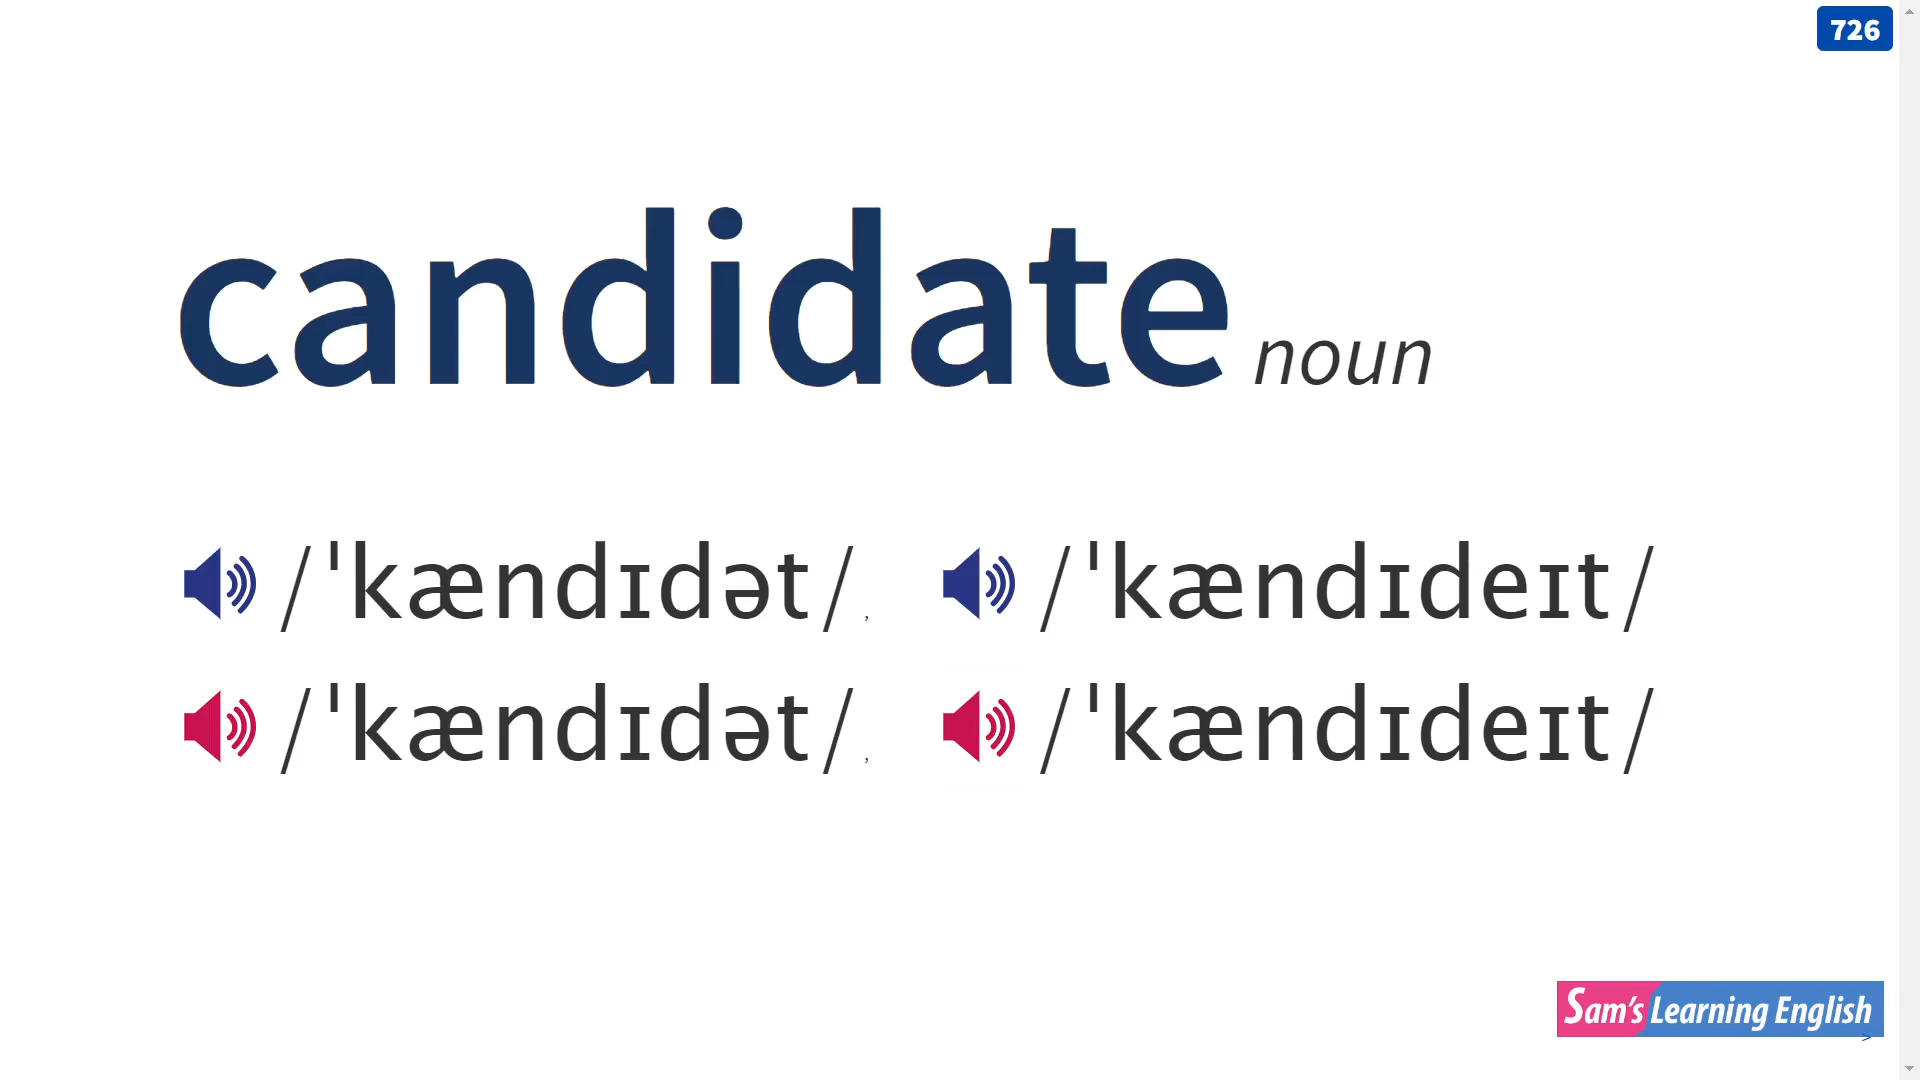 726
candidate noun
/ˈkændɪdət/, /ˈkændɪdeɪt/
/ˈkændɪdət/, /ˈkændɪdeɪt/
Sam's Learning English
>